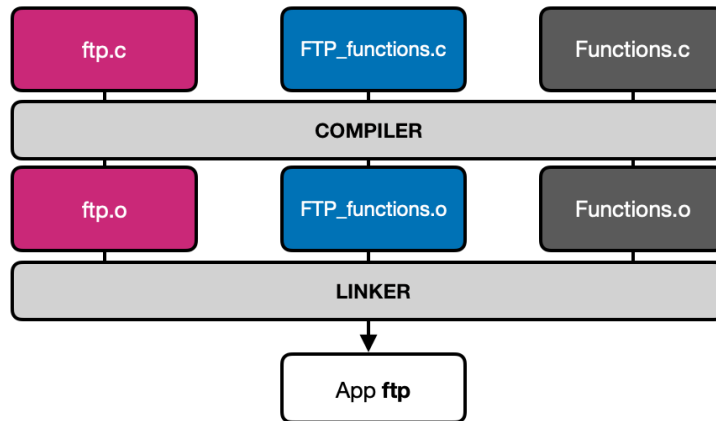 ftp.c
FTP_functions.c
Functions.c
COMPILER
ftp.o
FTP_functions.o
Functions.o
LINKER
App ftp